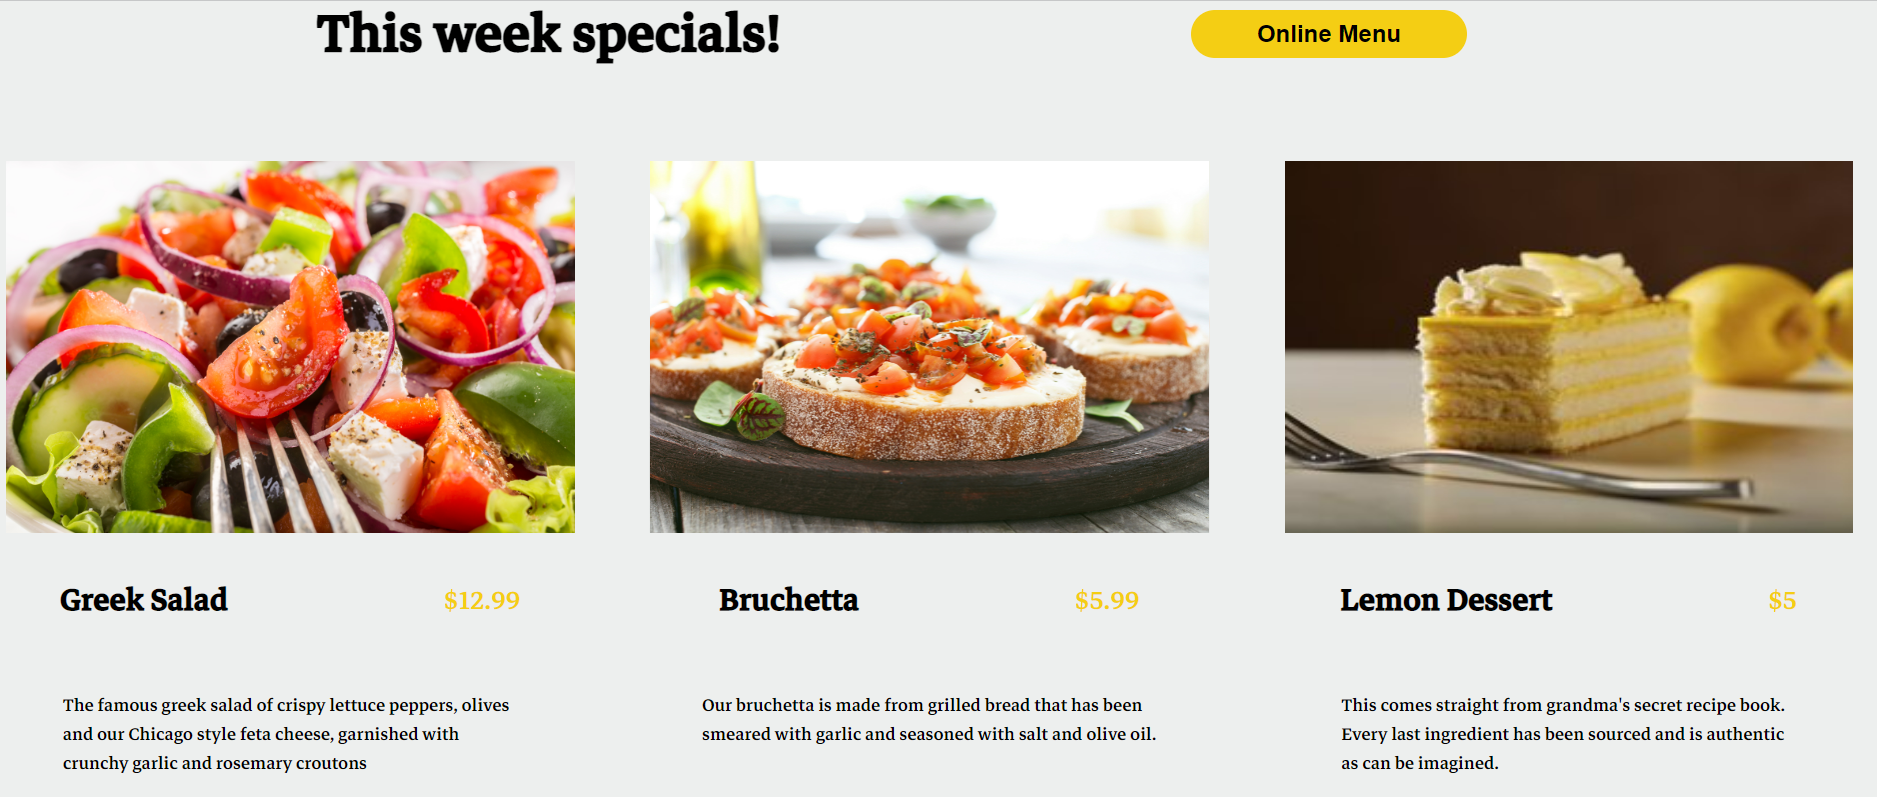 This week specials!
Online Menu
Greek Salad
$12.99
The famous greek salad of crispy lettuce peppers, olives
and our Chicago style feta cheese, garnished with
crunchy garlic and rosemary croutons
Bruchetta
$5.99
Our bruchetta is made from grilled bread that has been
smeared with garlic and seasoned with salt and olive oil.
Lemon Dessert
$5
This comes straight from grandma's secret recipe book.
Every last ingredient has been sourced and is authentic
as can be imagined.